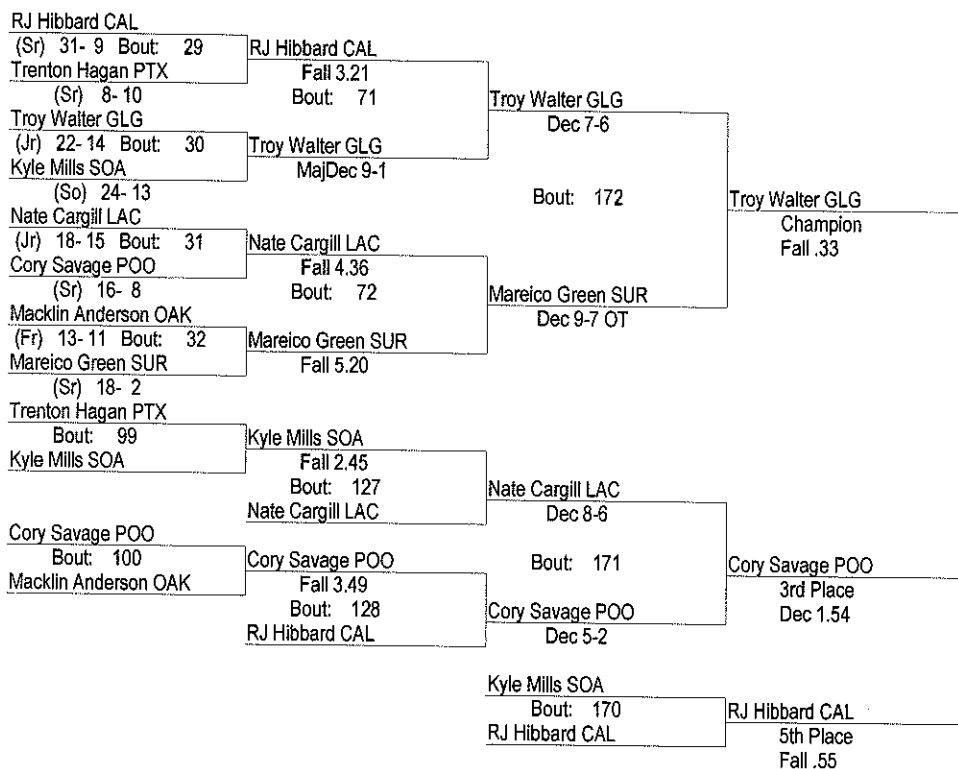 RJ Hibbard CAL
(Sr) 31- 9 Bout: 29
Trenton Hagan PTX
(Sr) 8- 10
Troy Walter GLG
(Jr) 22- 14 Bout: 30
Kyle Mills SOA
(So) 24- 13
Nate Cargill LAC
(Jr) 18- 15 Bout: 31
Cory Savage POO
(Sr) 16- 8
Macklin Anderson OAK
(Fr) 13- 11 Bout: 32
Mareico Green SUR
(Sr) 18- 2
RJ Hibbard CAL
Fall 3.21
Bout: 71
Troy Walter GLG
MajDec 9-1
Nate Cargill LAC
Fall 4.36
Bout: 72
Mareico Green SUR
Fall 5.20
Troy Walter GLG
Dec 7-6
Bout: 172
Mareico Green SUR
Dec 9-7 OT
Troy Walter GLG
Champion
Fall .33
Trenton Hagan PTX
Bout: 99
Kyle Mills SOA
Cory Savage POO
Bout: 100
Macklin Anderson OAK
Kyle Mills SOA
Fall 2.45
Bout: 127
Nate Cargill LAC
Cory Savage POO
Fall 3.49
Bout: 128
RJ Hibbard CAL
Nate Cargill LAC
Dec 8-6
Bout: 171
Cory Savage POO
Dec 5-2
Cory Savage POO
3rd Place
Dec 1.54
Kyle Mills SOA
Bout: 170
RJ Hibbard CAL
RJ Hibbard CAL
5th Place
Fall .55